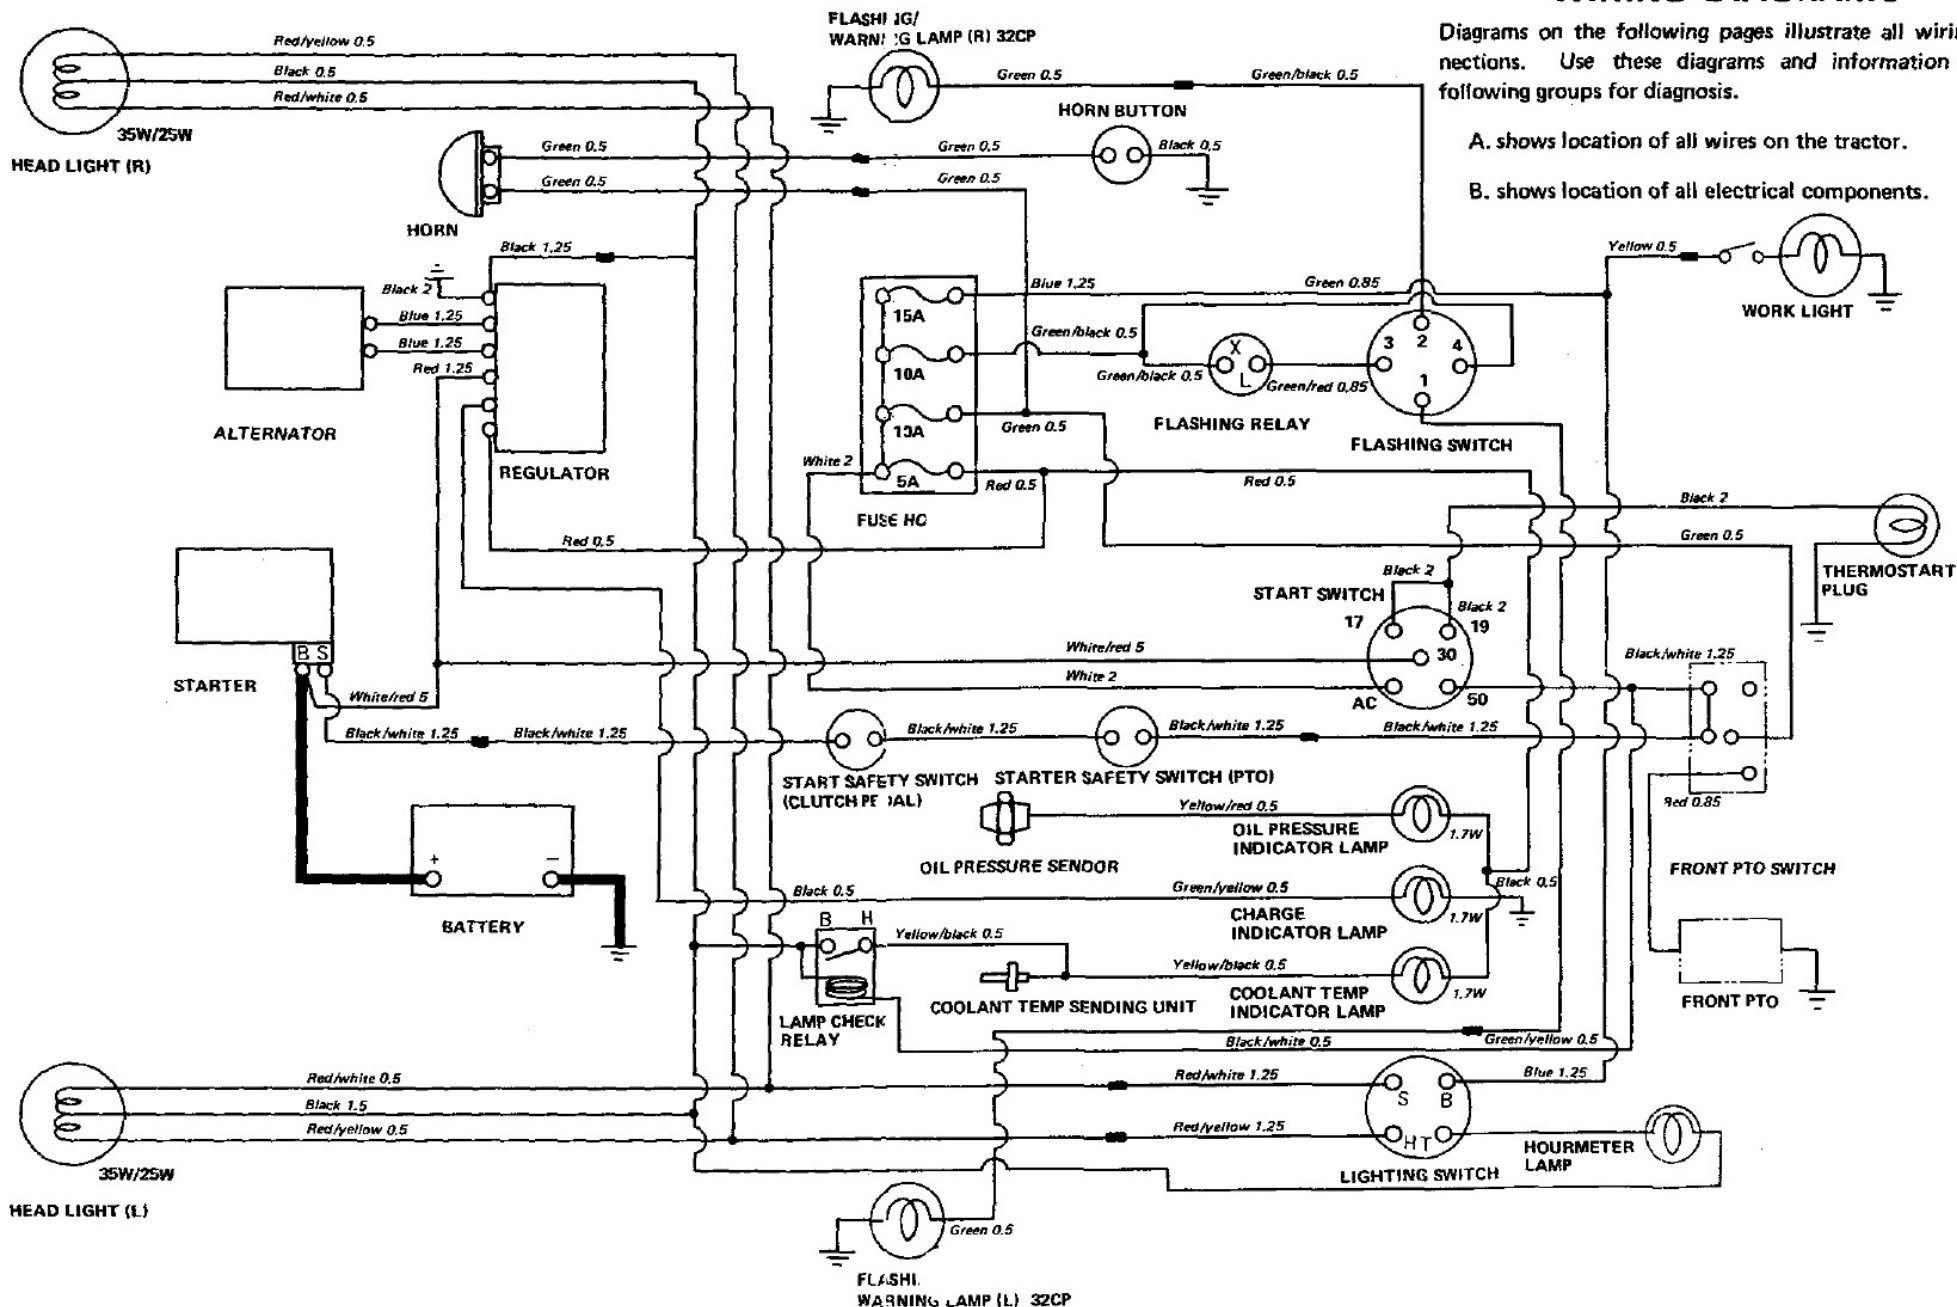 Diagrams on the following pages illustrate all
nections. Use these diagrams and information
following groups for diagnosis.
A. shows location of all wires on the tractor.
B. shows location of all electrical components.
WARNING LAMP (R) 32CP
Red/yellow 0.5
Black 0.5
Red/white 0.5
35W/25W
HEAD LIGHT (R)
Green 0.5
Green/black 0.5
HORN BUTTON
Green 0.5
Green 0.5
Black 0.5
Green 0.5
Green 0.5
HORN
Black 1.25
Yellow 0.5
WORK LIGHT
Black 2
Blue 1.25
Blue 1.25
Red 1.25
ALTERNATOR
REGULATOR
Blue 1.25
Green 0.85
15A
Green/black 0.5
10A
Green/black 0.5
X
L
Green/red 0.85
3
2
4
1
10A
Green 0.5
FLASHING RELAY
FLASHING SWITCH
White 2
5A
Red 0.5
Red 0.5
FUSE
Black 2
Red 0.5
Green 0.5
THERMOSTART
PLUG
START SWITCH
Black 2
Black 2
17
19
30
AC
50
White/red 5
White 2
Black/white 1.25
B S
STARTER
White/red 5
Black/white 1.25
Black/white 1.25
Black/white 1.25
Black/white 1.25
Black/white 1.25
START SAFETY SWITCH
(CLUTCH
STARTER SAFETY SWITCH (PTO)
Red 0.85
Yellow/red 0.5
OIL PRESSURE
INDICATOR LAMP
1.7W
OIL PRESSURE SENDOR
FRONT PTO SWITCH
+
−
BATTERY
Black 0.5
Green/yellow 0.5
Black 0.5
CHARGE
INDICATOR LAMP
1.7W
B
H
Yellow/black 0.5
Yellow/black 0.5
LAMP CHECK
RELAY
COOLANT TEMP SENDING UNIT
COOLANT TEMP
INDICATOR LAMP
1.7W
FRONT PTO
Black/white 0.5
Green/yellow 0.5
Red/white 0.5
Black 1.5
Red/yellow 0.5
Red/white 1.25
Red/yellow 1.25
S
B
H T
Blue 1.25
HOURMETER
LAMP
LIGHTING SWITCH
35W/25W
HEAD LIGHT (L)
Green 0.5
WARNING LAMP (L) 32CP